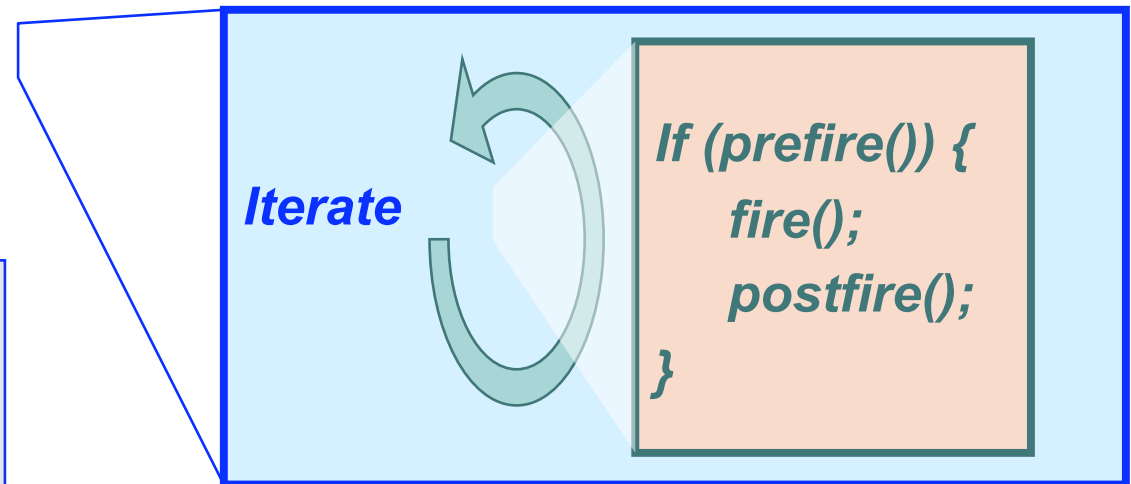 Iterate
If (prefire()) {
fire();
postfire();
}